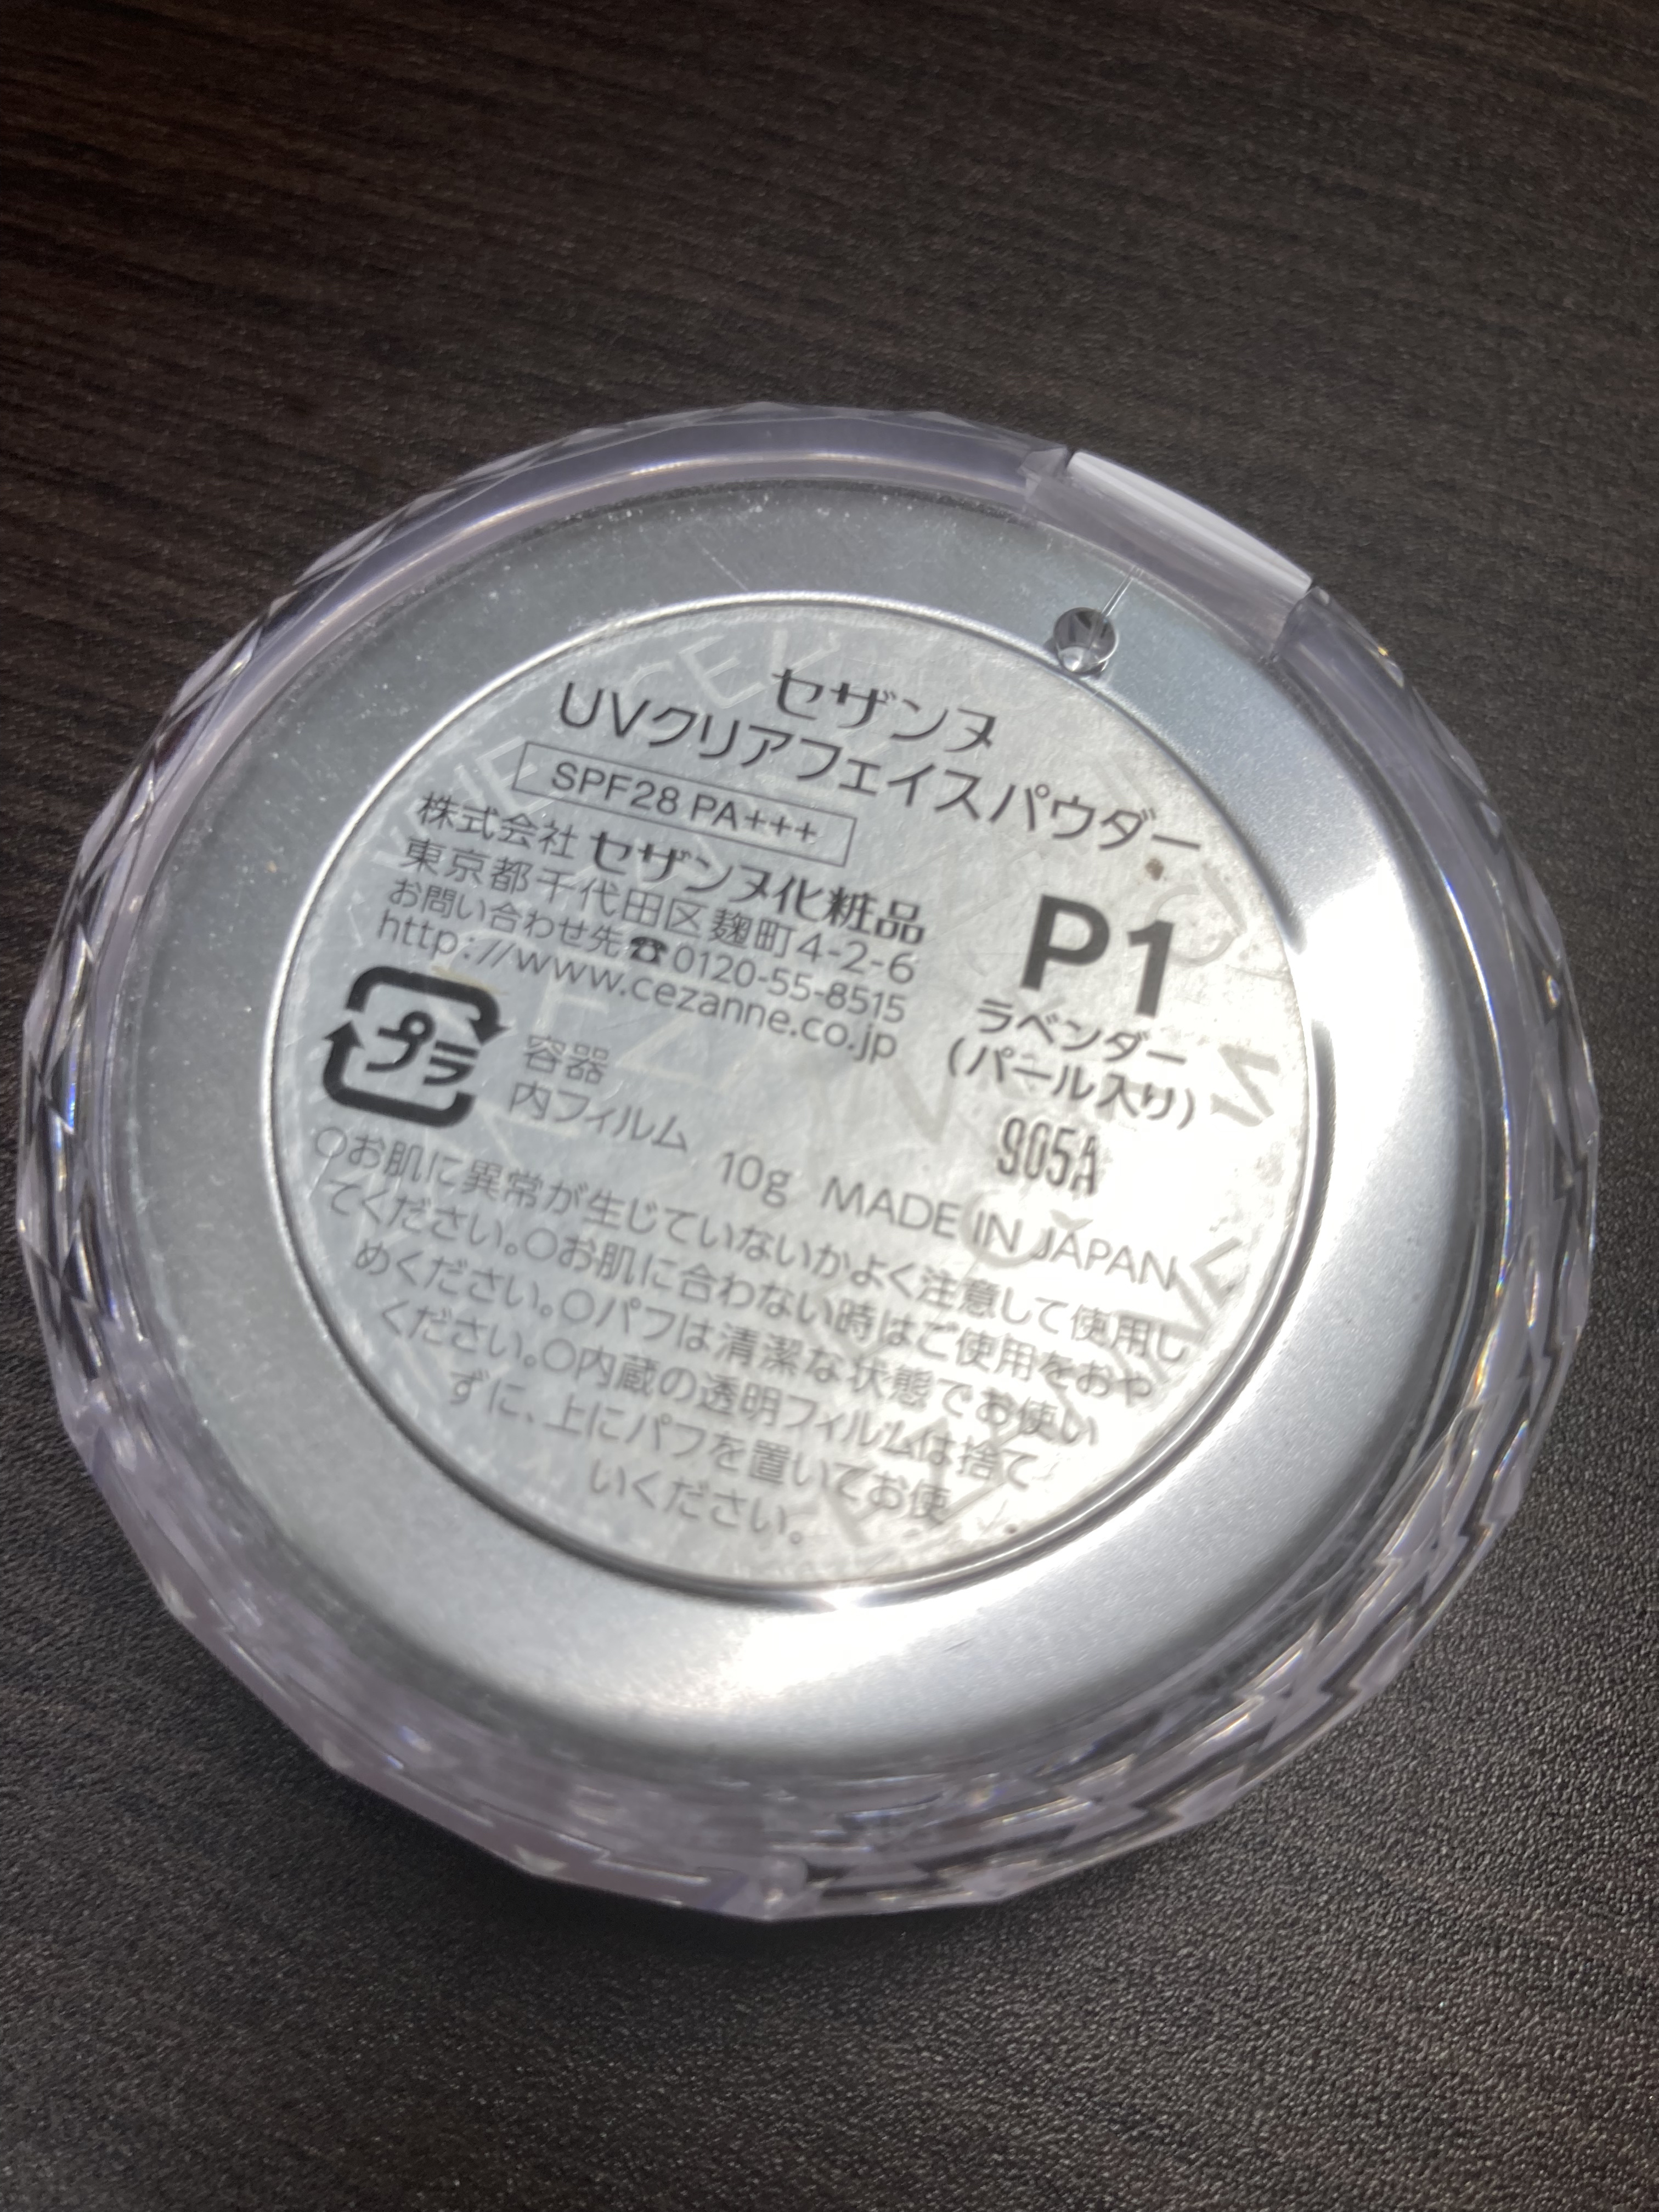 セザンヌ
UVクリアフェイスパウダー
SPF28 PA+++
株式会社 セザンヌ化粧品
東京都千代田区麹町4-2-6
お問い合わせ先☎0120-55-8515
http://www.cezanne.co.jp
P1
ラベンダー
(パール入り)
905A
プラ
容器
内フィルム
10g MADE IN JAPAN
○お肌に異常が生じていないかよく注意して使用し
てください。○お肌に合わない時はご使用をおや
めください。○パフは清潔な状態でお使い
ください。○内蔵の透明フィルムは捨て
ずに、上にパフを置いてお使
いください。